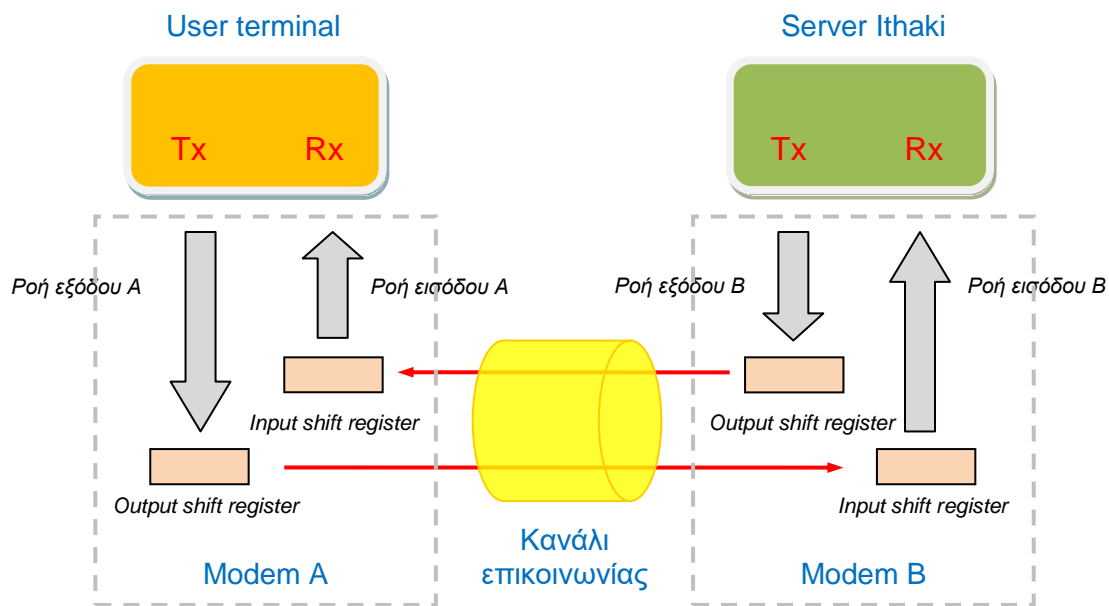 User terminal
Server Ithaki
Tx
Rx
Tx
Rx
Ροή εξόδου A
Ροή εισόδου A
Ροή εξόδου B
Ροή εισόδου B
Input shift register
Output shift register
Output shift register
Input shift register
Κανάλι
επικοινωνίας
Modem A
Modem B